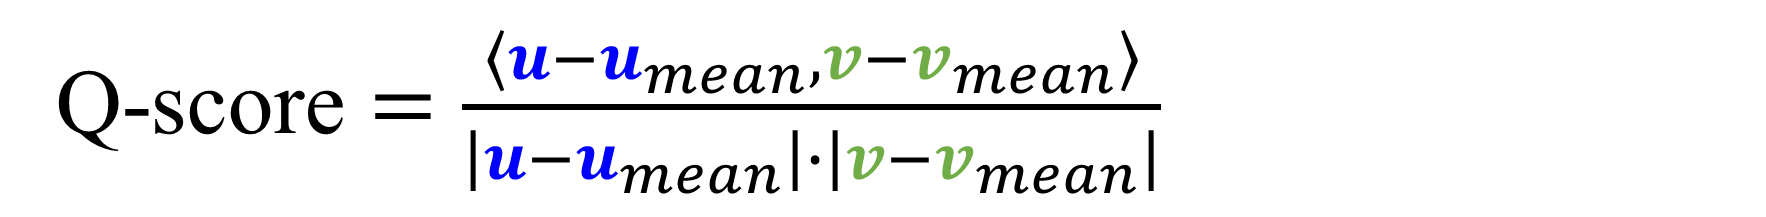 Q-score = ⟨u−u_mean,v−v_mean⟩ / |u−u_mean|·|v−v_mean|